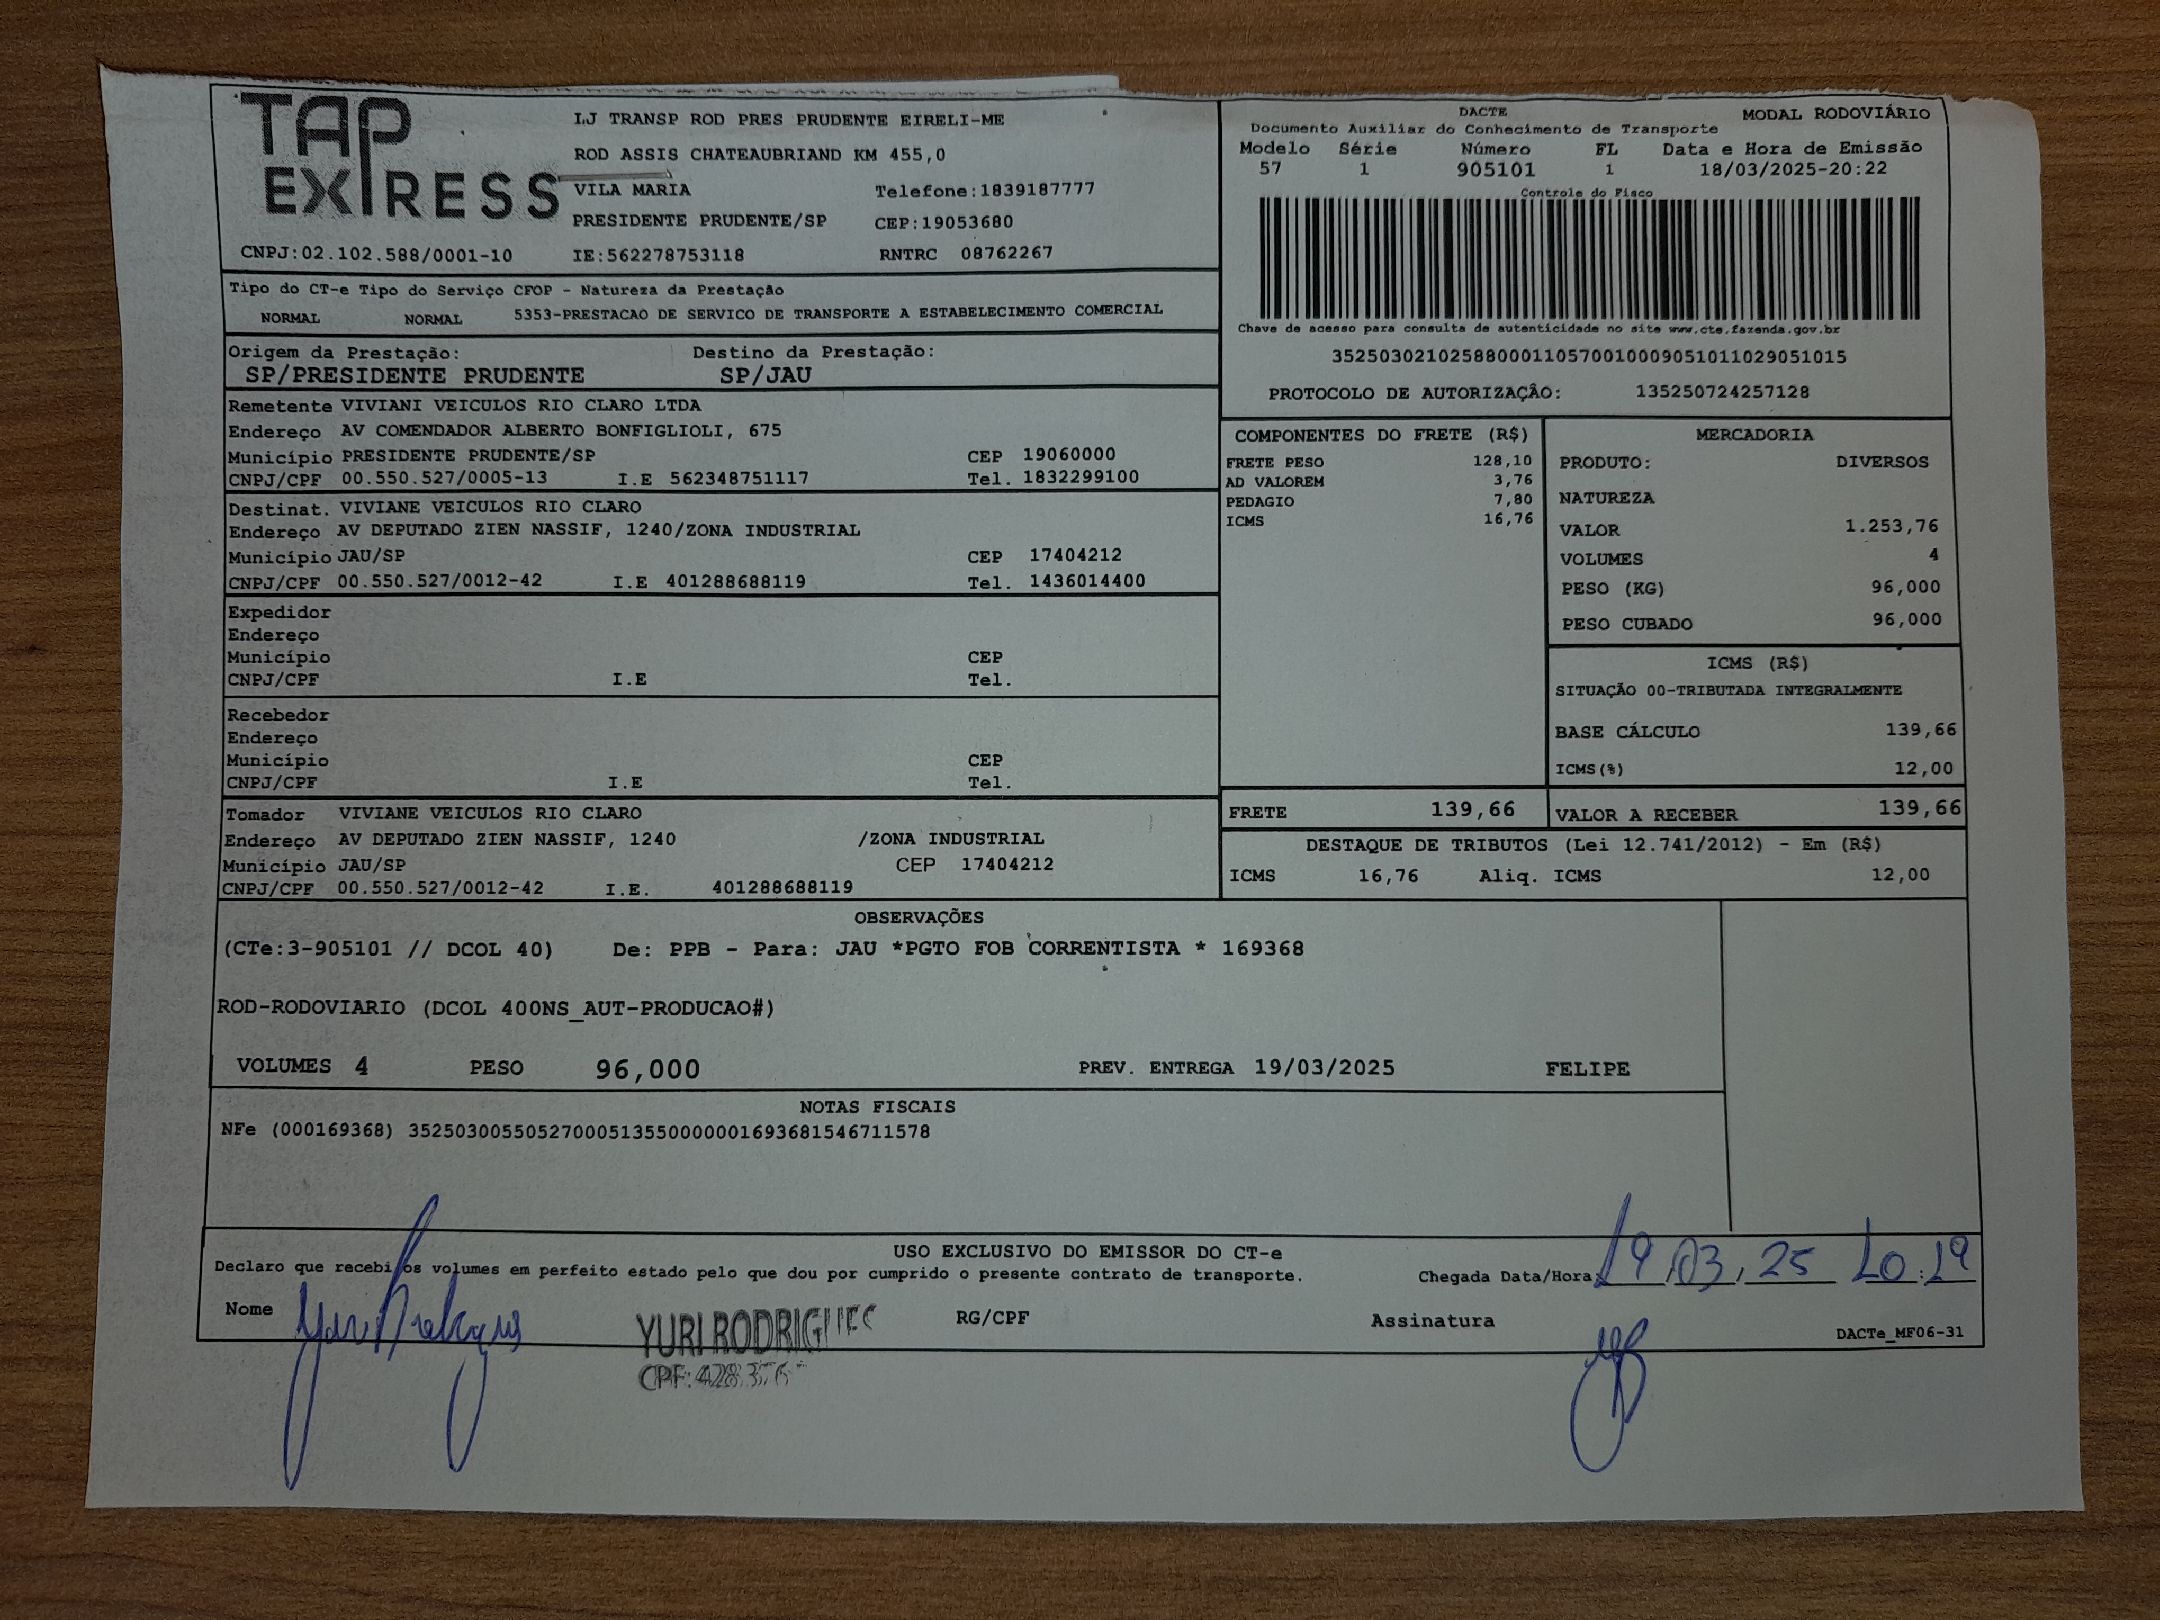 TAP
EXPRESS
LJ TRANSP ROD PRES PRUDENTE EIRELI-ME
ROD ASSIS CHATEAUBRIAND KM 455,0
VILA MARIA Telefone:1839187777
PRESIDENTE PRUDENTE/SP CEP:19053680
CNPJ:02.102.588/0001-10 IE:562278753118 RNTRC 08762267
DACTE MODAL RODOVIÁRIO
Documento Auxiliar do Conhecimento de Transporte
Modelo Série Número FL Data e Hora de Emissão
57 1 905101 1 18/03/2025-20:22
Controle do Fisco
Chave de acesso para consulta de autenticidade no site www.cte.fazenda.gov.br
35250302102588000110570010009051011029051015
PROTOCOLO DE AUTORIZAÇÂO: 135250724257128
Tipo do CT-e Tipo do Serviço CFOP - Natureza da Prestação
NORMAL NORMAL 5353-PRESTACAO DE SERVICO DE TRANSPORTE A ESTABELECIMENTO COMERCIAL
Origem da Prestação: Destino da Prestação:
SP/PRESIDENTE PRUDENTE SP/JAU
Remetente VIVIANI VEICULOS RIO CLARO LTDA
Endereço AV COMENDADOR ALBERTO BONFIGLIOLI, 675
Município PRESIDENTE PRUDENTE/SP CEP 19060000
CNPJ/CPF 00.550.527/0005-13 I.E 562348751117 Tel. 1832299100
Destinat. VIVIANE VEICULOS RIO CLARO
Endereço AV DEPUTADO ZIEN NASSIF, 1240/ZONA INDUSTRIAL
Município JAU/SP CEP 17404212
CNPJ/CPF 00.550.527/0012-42 I.E 401288688119 Tel. 1436014400
Expedidor
Endereço
Município CEP
CNPJ/CPF I.E Tel.
Recebedor
Endereço
Município CEP
CNPJ/CPF I.E Tel.
Tomador VIVIANE VEICULOS RIO CLARO
Endereço AV DEPUTADO ZIEN NASSIF, 1240 /ZONA INDUSTRIAL
Município JAU/SP CEP 17404212
CNPJ/CPF 00.550.527/0012-42 I.E. 401288688119
COMPONENTES DO FRETE (R$)
FRETE PESO 128,10
AD VALOREM 3,76
PEDAGIO 7,80
ICMS 16,76
MERCADORIA
PRODUTO: DIVERSOS
NATUREZA
VALOR 1.253,76
VOLUMES 4
PESO (KG) 96,000
PESO CUBADO 96,000
ICMS (R$)
SITUAÇÃO 00-TRIBUTADA INTEGRALMENTE
BASE CÁLCULO 139,66
ICMS(%) 12,00
FRETE 139,66 VALOR A RECEBER 139,66
DESTAQUE DE TRIBUTOS (Lei 12.741/2012) - Em (R$)
ICMS 16,76 Aliq. ICMS 12,00
OBSERVAÇÕES
(CTe:3-905101 // DCOL 40) De: PPB - Para: JAU *PGTO FOB CORRENTISTA * 169368
ROD-RODOVIARIO (DCOL 400NS_AUT-PRODUCAO#)
VOLUMES 4 PESO 96,000 PREV. ENTREGA 19/03/2025 FELIPE
NOTAS FISCAIS
NFe (000169368) 35250300550527000513550000001693681546711578
USO EXCLUSIVO DO EMISSOR DO CT-e
Declaro que recebi os volumes em perfeito estado pelo que dou por cumprido o presente contrato de transporte.
Chegada Data/Hora 19 03 25 10:19
Nome YURI RODRIGUES RG/CPF Assinatura
CPF:428.376
DACTe_MF06-31